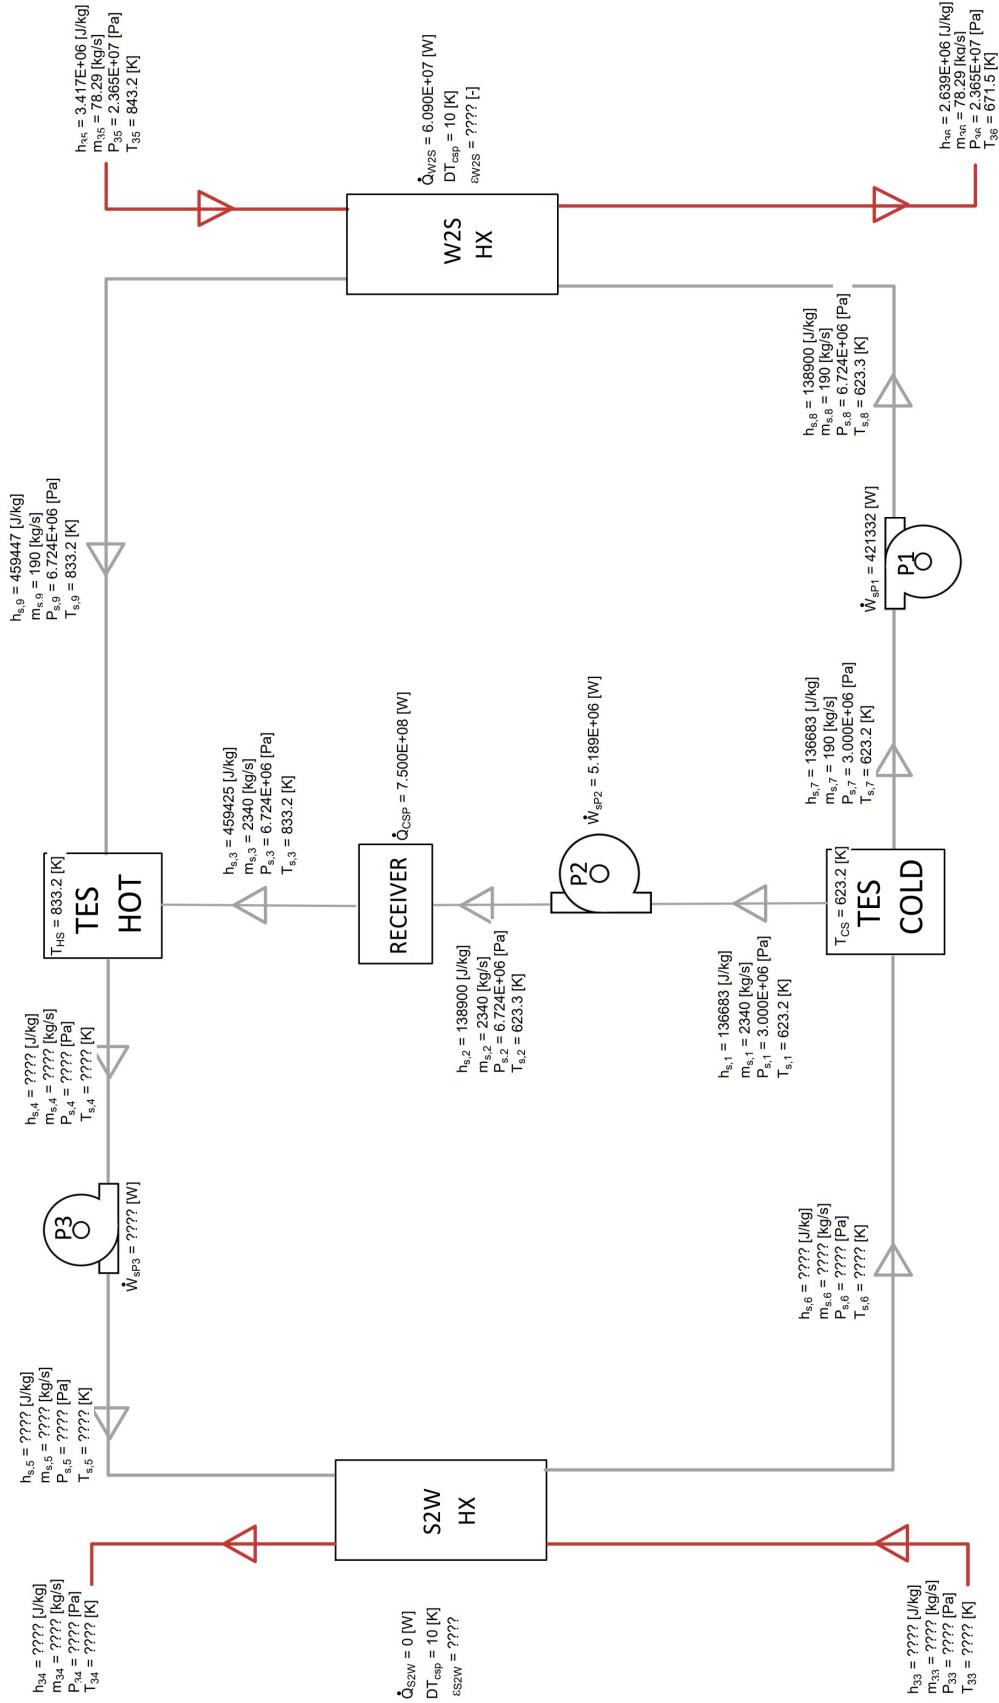 h35 = 3.417E+06 [J/kg]
m35 = 78.29 [kg/s]
P35 = 2.365E+07 [Pa]
T35 = 843.2 [K]
Q̇W2S = 6.090E+07 [W]
DTcsp = 10 [K]
εW2S = ???? [-]
h36 = 2.639E+06 [J/kg]
m36 = 78.29 [kg/s]
P36 = 2.365E+07 [Pa]
T36 = 671.5 [K]
W2S
HX
hs,9 = 459447 [J/kg]
ms,9 = 190 [kg/s]
Ps,9 = 6.724E+06 [Pa]
Ts,9 = 833.2 [K]
hs,8 = 138900 [J/kg]
ms,8 = 190 [kg/s]
Ps,8 = 6.724E+06 [Pa]
Ts,8 = 623.3 [K]
ẆsP1 = 421332 [W]
P1
hs,3 = 459425 [J/kg]
ms,3 = 2340 [kg/s]
Ps,3 = 6.724E+06 [Pa]
Ts,3 = 833.2 [K]
Q̇CSP = 7.500E+08 [W]
ẆsP2 = 5.189E+06 [W]
hs,7 = 136683 [J/kg]
ms,7 = 190 [kg/s]
Ps,7 = 3.000E+06 [Pa]
Ts,7 = 623.2 [K]
THS = 833.2 [K]
TES
HOT
RECEIVER
P2
TCS = 623.2 [K]
TES
COLD
hs,4 = ???? [J/kg]
ms,4 = ???? [kg/s]
Ps,4 = ???? [Pa]
Ts,4 = ???? [K]
hs,2 = 138900 [J/kg]
ms,2 = 2340 [kg/s]
Ps,2 = 6.724E+06 [Pa]
Ts,2 = 623.3 [K]
hs,1 = 136683 [J/kg]
ms,1 = 2340 [kg/s]
Ps,1 = 3.000E+06 [Pa]
Ts,1 = 623.2 [K]
P3
ẆsP3 = ???? [W]
hs,6 = ???? [J/kg]
ms,6 = ???? [kg/s]
Ps,6 = ???? [Pa]
Ts,6 = ???? [K]
hs,5 = ???? [J/kg]
ms,5 = ???? [kg/s]
Ps,5 = ???? [Pa]
Ts,5 = ???? [K]
S2W
HX
h34 = ???? [J/kg]
m34 = ???? [kg/s]
P34 = ???? [Pa]
T34 = ???? [K]
Q̇S2W = 0 [W]
DTcsp = 10 [K]
εS2W = ????
h33 = ???? [J/kg]
m33 = ???? [kg/s]
P33 = ???? [Pa]
T33 = ???? [K]